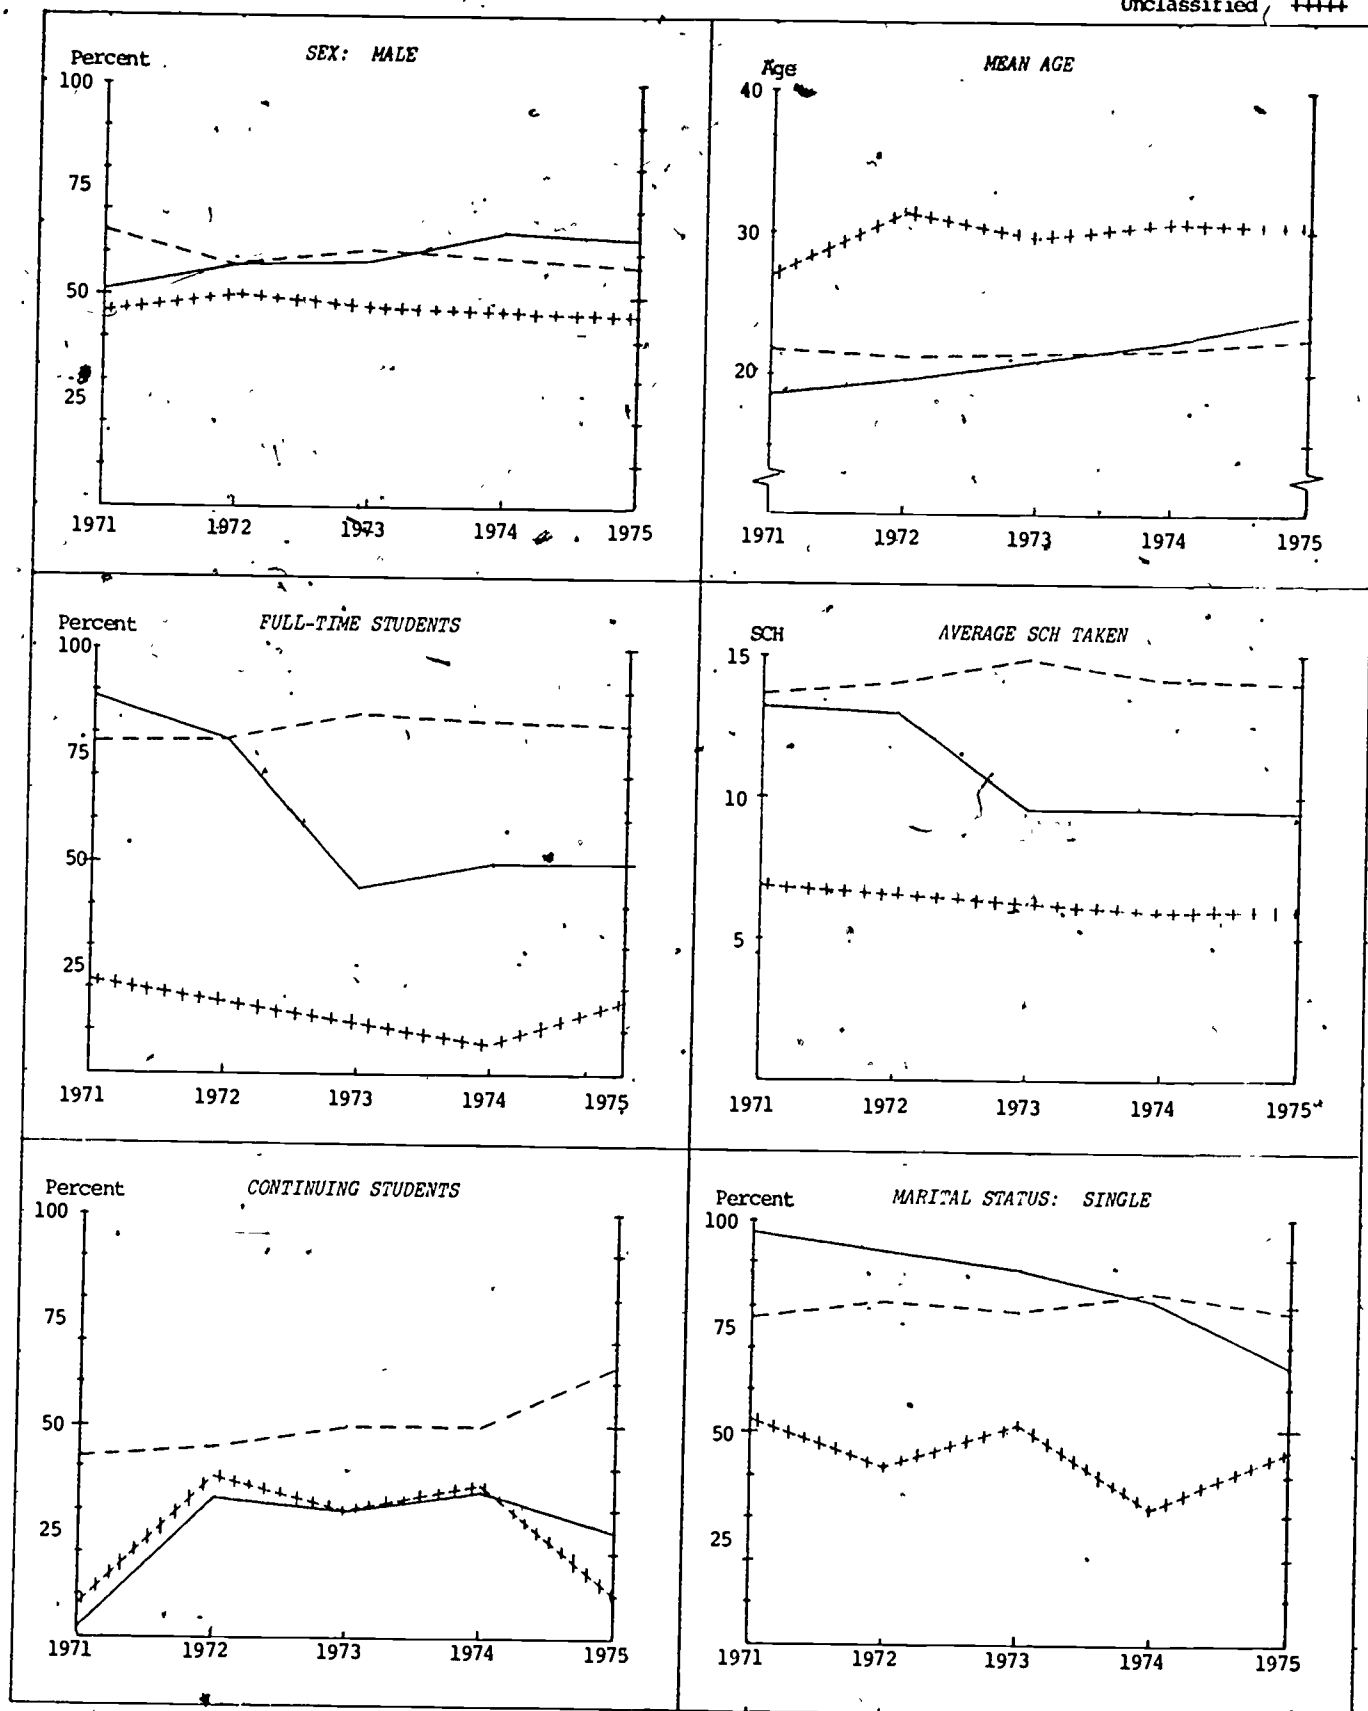 Unclassified +++++
Percent SEX: MALE
100
75
50
25
1971 1972 1973 1974 1975
Age MEAN AGE
40
30
20
1971 1972 1973 1974 1975
Percent FULL-TIME STUDENTS
100
75
50
25
1971 1972 1973 1974 1975
SCH AVERAGE SCH TAKEN
15
10
5
1971 1972 1973 1974 1975
Percent CONTINUING STUDENTS
100
75
50
25
1971 1972 1973 1974 1975
Percent MARITAL STATUS: SINGLE
100
75
50
25
1971 1972 1973 1974 1975